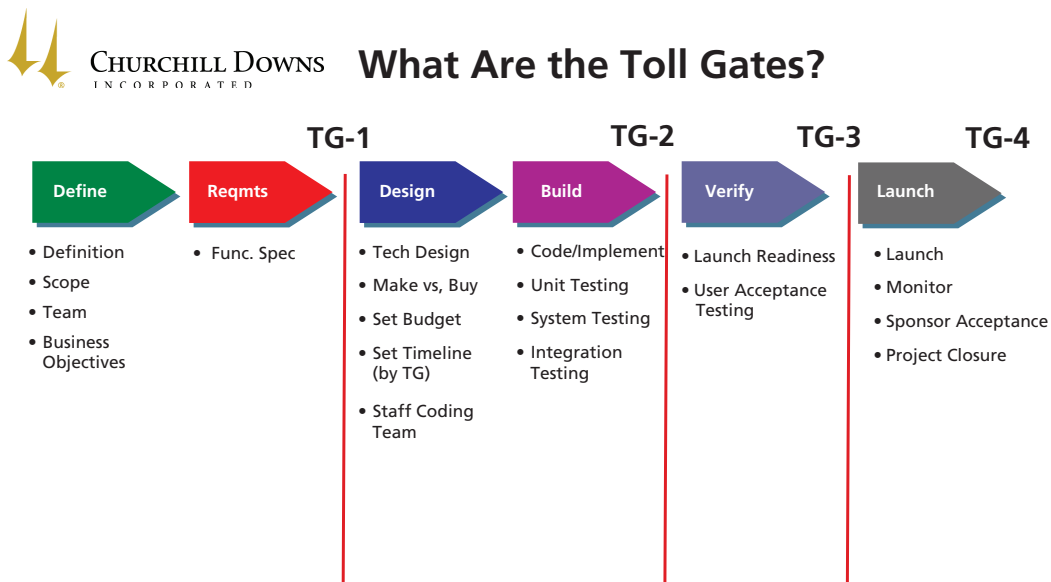 CHURCHILL DOWNS
INCORPORATED
®
What Are the Toll Gates?
TG-1
TG-2
TG-3
TG-4
Define
Reqmts
Design
Build
Verify
Launch
• Definition
• Scope
• Team
• Business
Objectives
• Func. Spec
• Tech Design
• Make vs, Buy
• Set Budget
• Set Timeline
(by TG)
• Staff Coding
Team
• Code/Implement
• Unit Testing
• System Testing
• Integration
Testing
• Launch Readiness
• User Acceptance
Testing
• Launch
• Monitor
• Sponsor Acceptance
• Project Closure